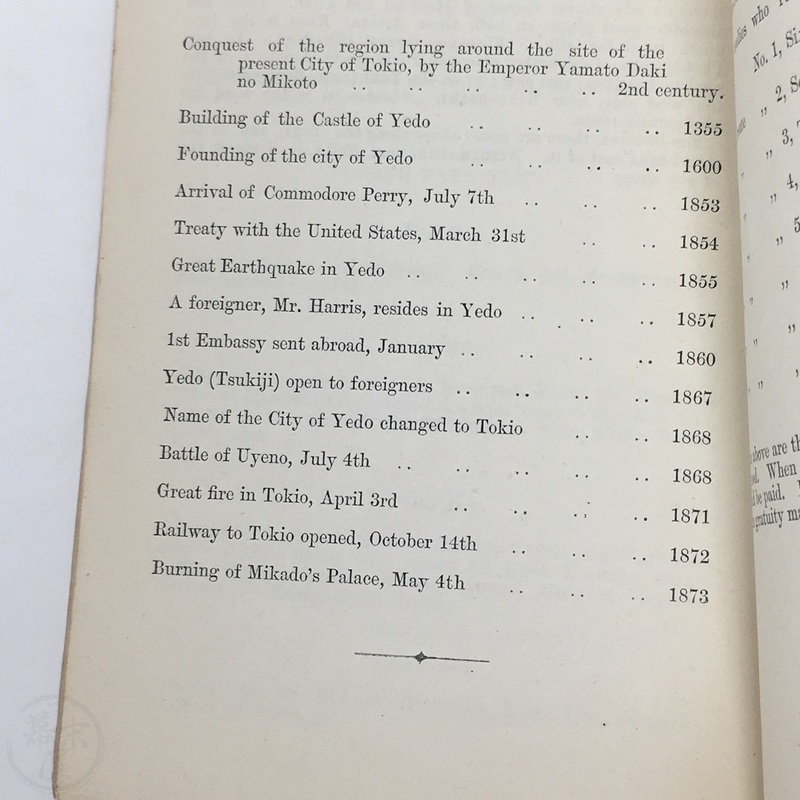 Conquest of the region lying around the site of the
present City of Tokio, by the Emperor Yamato Daki
no Mikoto .. .. .. .. .. 2nd century.
Building of the Castle of Yedo .. .. .. .. 1355
Founding of the city of Yedo .. .. .. .. 1600
Arrival of Commodore Perry, July 7th .. .. .. 1853
Treaty with the United States, March 31st .. .. 1854
Great Earthquake in Yedo .. .. .. .. .. 1855
A foreigner, Mr. Harris, resides in Yedo .. .. .. 1857
1st Embassy sent abroad, January .. .. .. .. 1860
Yedo (Tsukiji) open to foreigners .. .. .. .. 1867
Name of the City of Yedo changed to Tokio .. .. 1868
Battle of Uyeno, July 4th .. .. .. .. .. 1868
Great fire in Tokio, April 3rd .. .. .. .. 1871
Railway to Tokio opened, October 14th .. .. .. 1872
Burning of Mikado's Palace, May 4th .. .. .. 1873
who
No. 1,
„ 2,
„ 3,
„ 4,
„ 5
above are
When
be paid.
gratuity